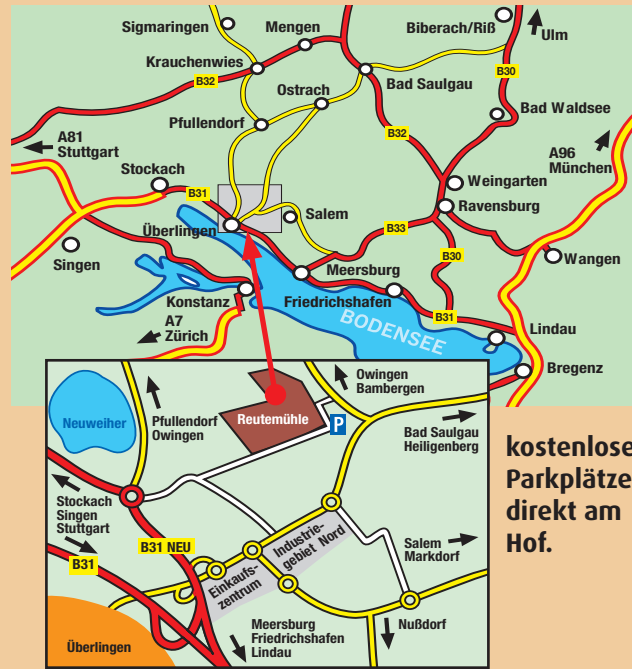 Sigmaringen
Mengen
Biberach/Riß
Ulm
Krauchenwies
B32
B30
Ostrach
Bad Saulgau
Bad Waldsee
Pfullendorf
B32
A81
Stuttgart
A96
München
Stockach
B31
Weingarten
Ravensburg
Überlingen
Salem
B33
Singen
B30
Wangen
Meersburg
Konstanz
Friedrichshafen
BODENSEE
B31
A7
Zürich
Lindau
Bregenz
Owingen
Bambergen
Neuweiher
Pfullendorf
Owingen
Reutemühle
P
Bad Saulgau
Heiligenberg
kostenlose
Parkplätze
direkt am
Hof.
Stockach
Singen
Stuttgart
B31
B31 NEU
Industrie-
gebiet Nord
Einkaufs-
zentrum
Salem
Markdorf
Nußdorf
Überlingen
Meersburg
Friedrichshafen
Lindau